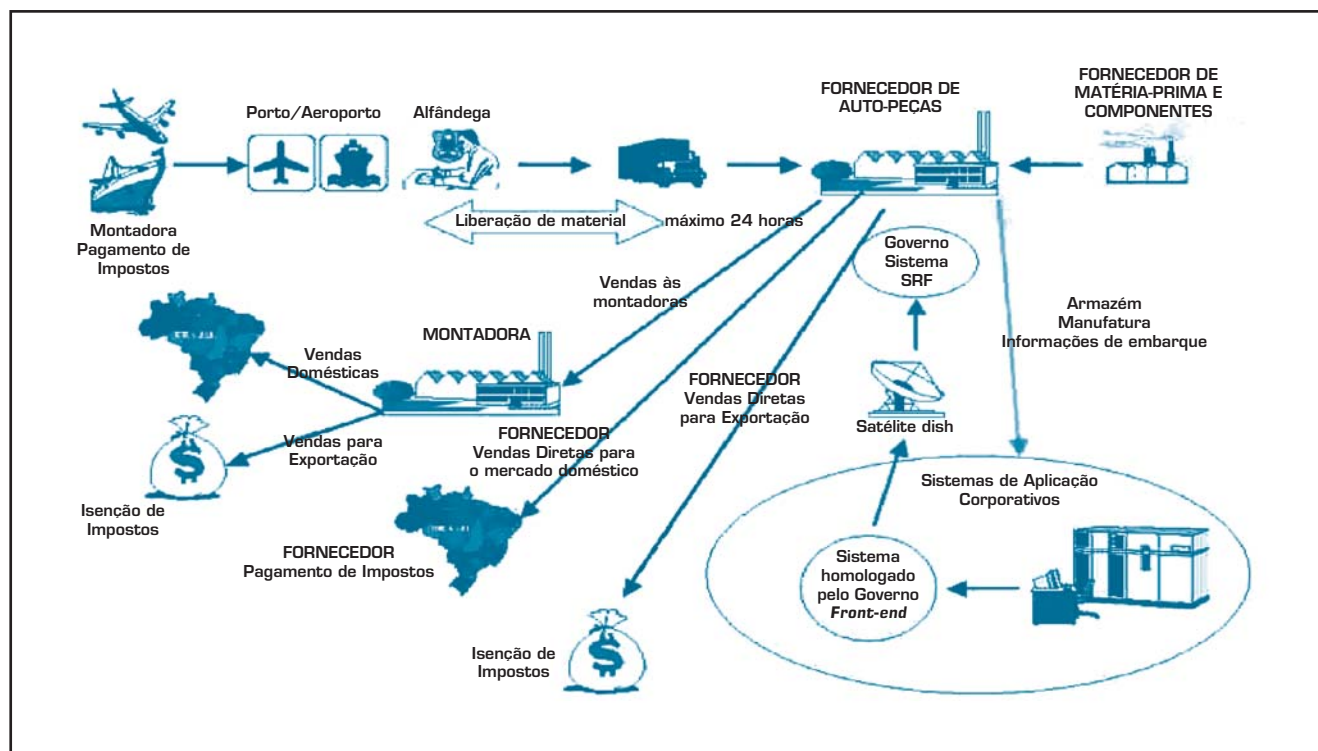 FORNECEDOR DE
AUTO-PEÇAS
FORNECEDOR DE
MATÉRIA-PRIMA E
COMPONENTES
Porto/Aeroporto
Alfândega
Liberação de material
máximo 24 horas
Montadora
Pagamento de
Impostos
Governo
Sistema
SRF
Vendas às
montadoras
Armazém
Manufatura
Informações de embarque
MONTADORA
Vendas
Domésticas
FORNECEDOR
Vendas Diretas
para Exportação
Satélite dish
Vendas para
Exportação
FORNECEDOR
Vendas Diretas para
o mercado doméstico
Isenção de
Impostos
Sistemas de Aplicação
Corporativos
FORNECEDOR
Pagamento de Impostos
Sistema
homologado
pelo Governo
Front-end
Isenção de
Impostos
$
$